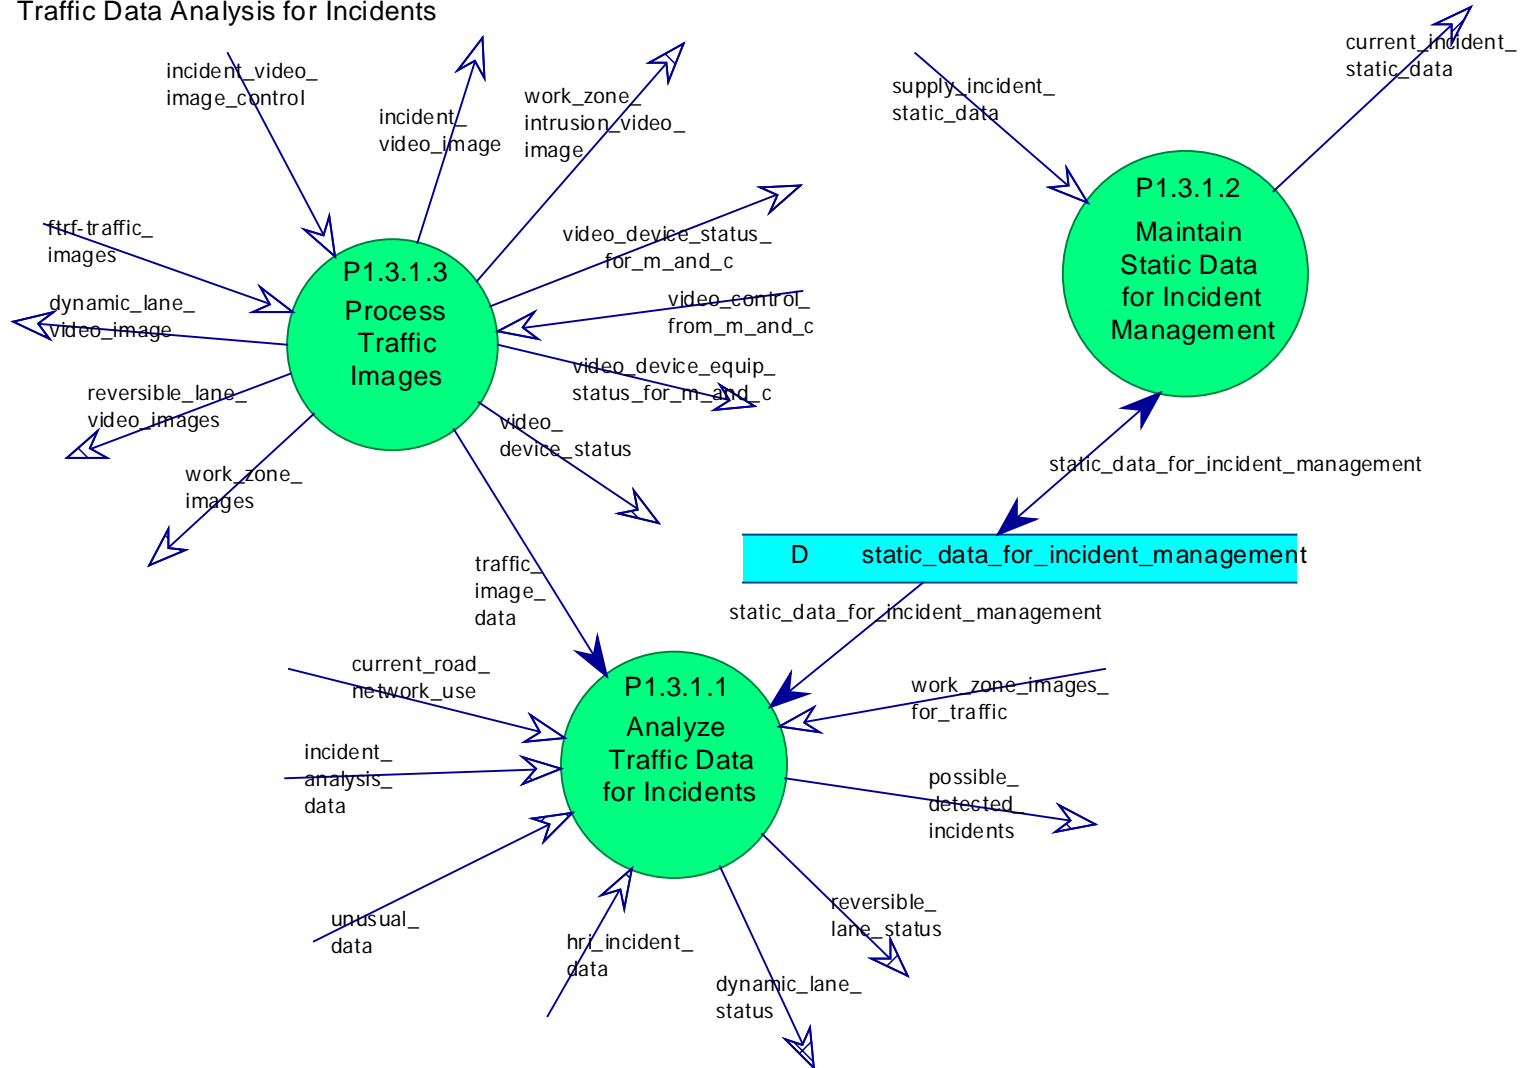 Traffic Data Analysis for Incidents
incident_video_
image_control
incident_
video_image
work_zone_
intrusion_video_
image
supply_incident_
static_data
current_incident_
static_data
ftrf-traffic_
images
P1.3.1.3
Process
Traffic
Images
video_device_status_
for_m_and_c
P1.3.1.2
Maintain
Static Data
for Incident
Management
dynamic_lane_
video_image
video_control_
from_m_and_c
reversible_lane_
video_images
video_device_equip_
status_for_m_and_c
work_zone_
images
video_
device_status
static_data_for_incident_management
D static_data_for_incident_management
traffic_
image_
data
static_data_for_incident_management
current_road_
network_use
P1.3.1.1
Analyze
Traffic Data
for Incidents
work_zone_images_
for_traffic
incident_
analysis_
data
possible_
detected_
incidents
unusual_
data
hri_incident_
data
reversible_
lane_status
dynamic_lane_
status